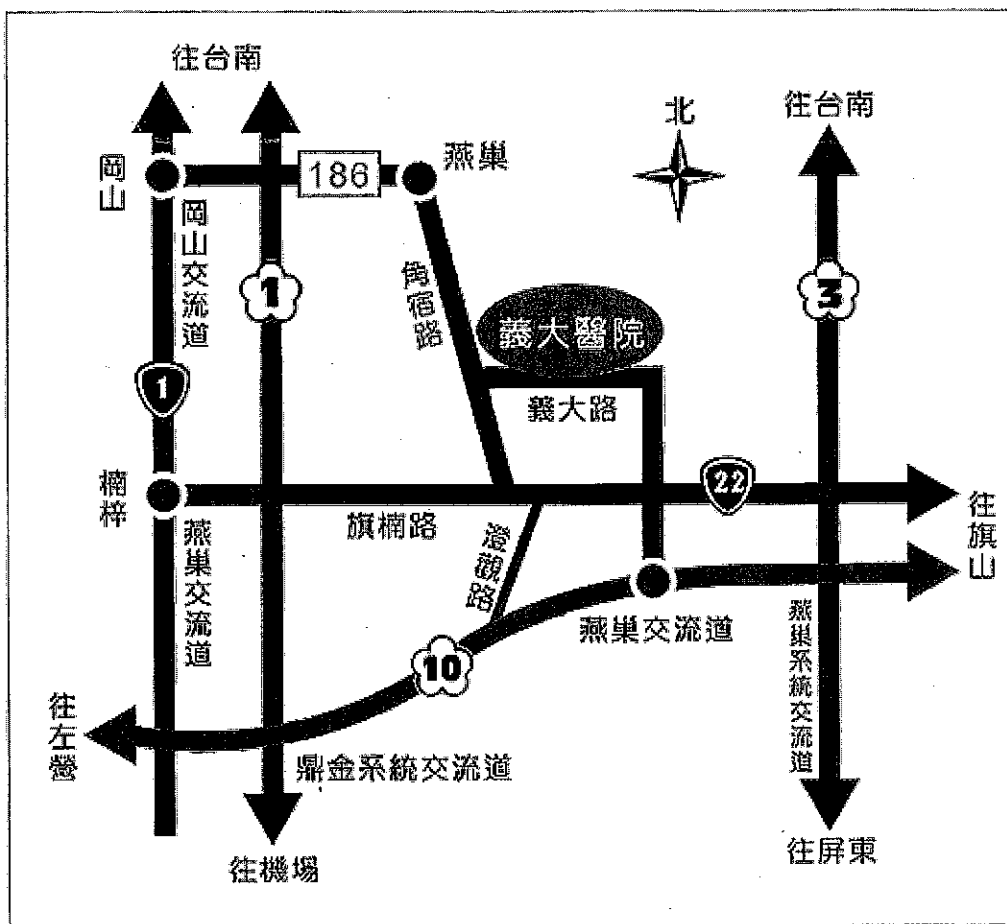 往台南
北
往台南
岡山
186
燕巢
岡山交流道
1
角宿路
3
義大醫院
1
義大路
楠梓
22
旗楠路
往旗山
燕巢交流道
澄觀路
燕巢交流道
燕巢系統交流道
10
往左營
鼎金系統交流道
往機場
往屏東